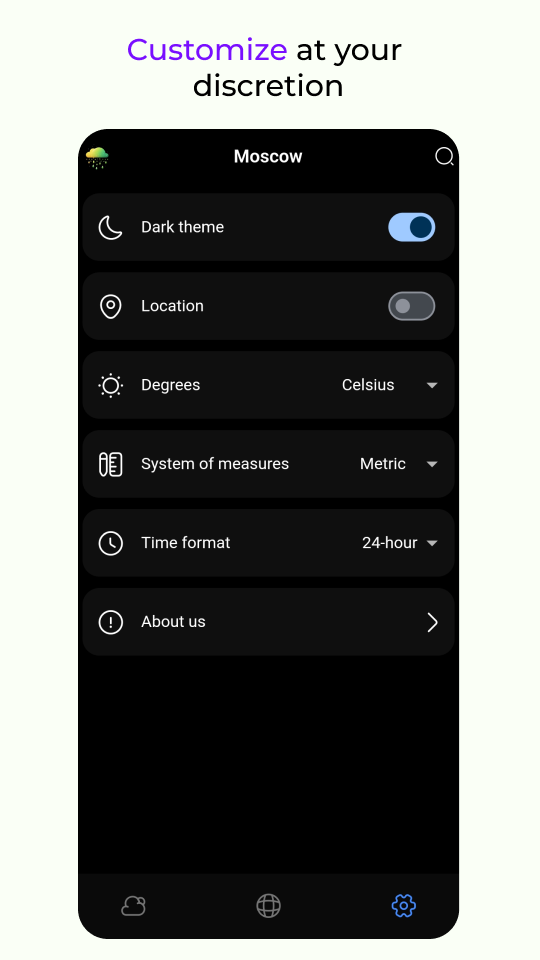 Customize at your
discretion
Moscow
Dark theme
Location
Degrees Celsius
System of measures Metric
Time format 24-hour
About us